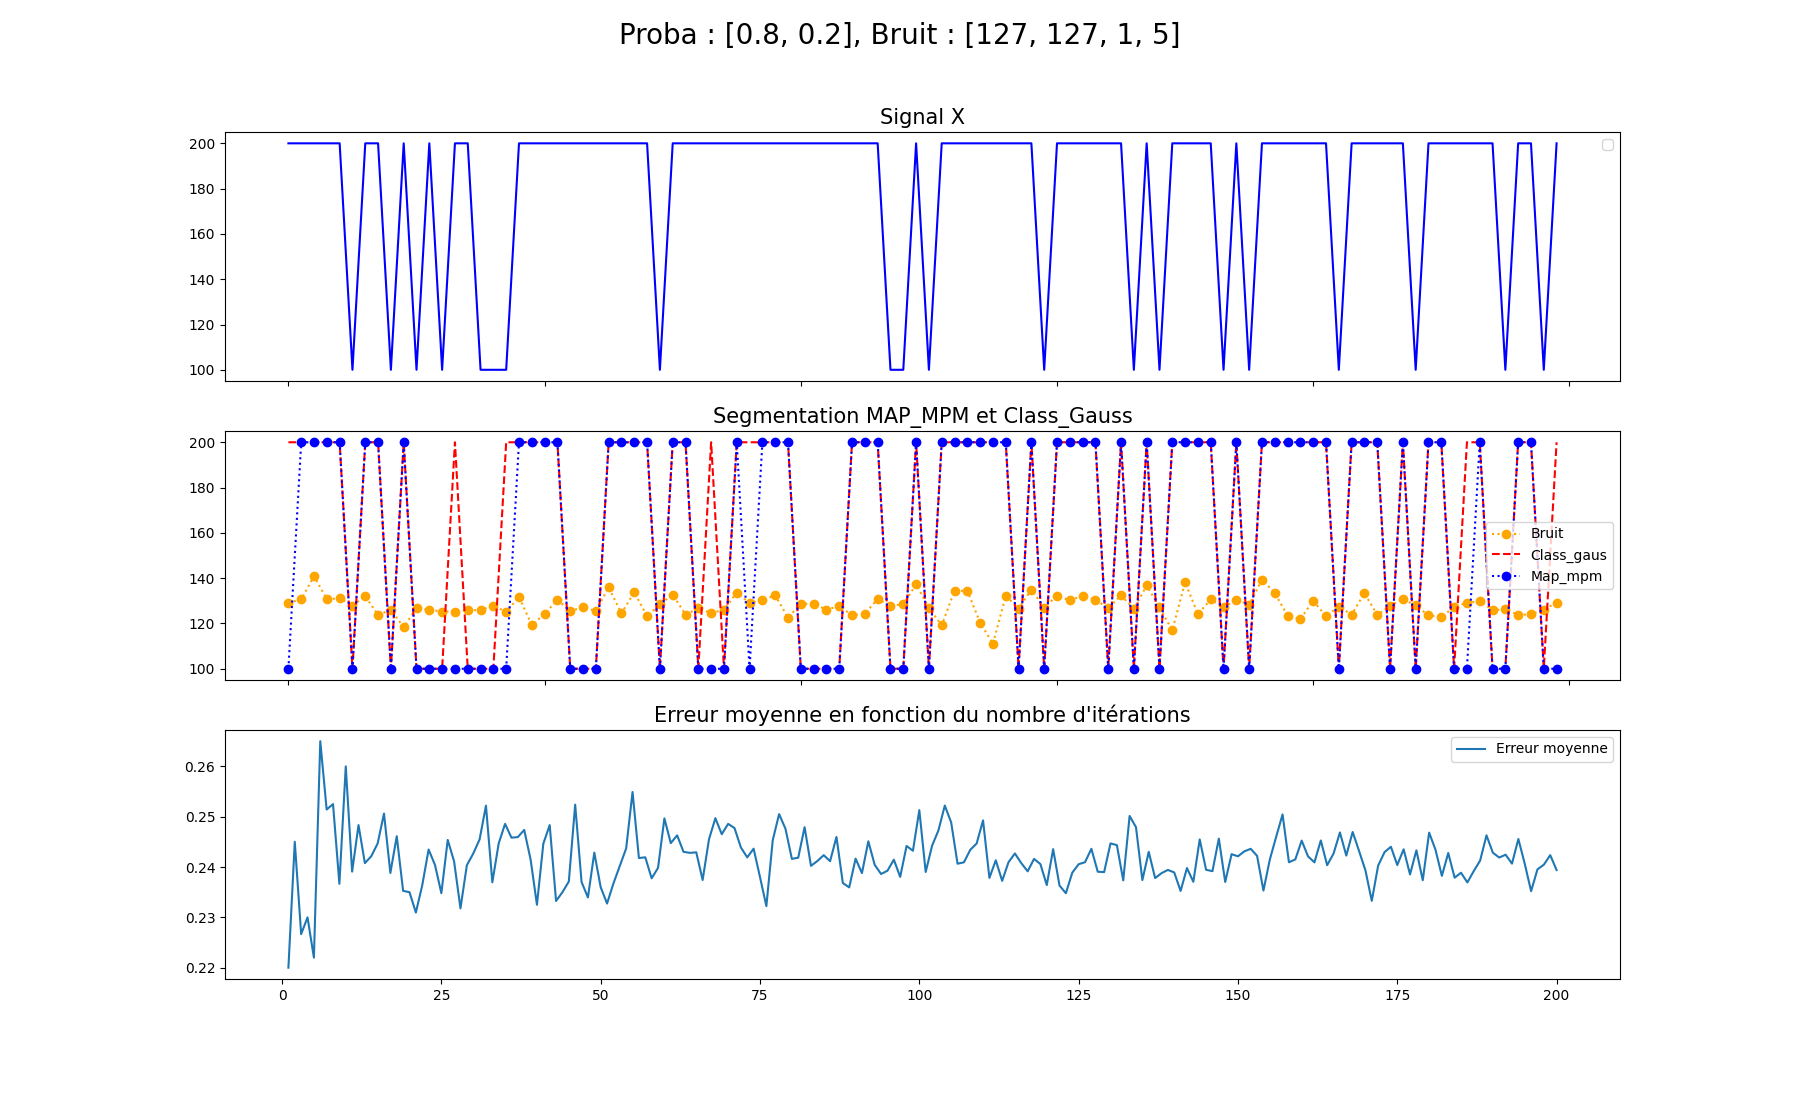 Proba : [0.8, 0.2], Bruit : [127, 127, 1, 5]
Signal X
200
180
160
140
120
100
Segmentation MAP_MPM et Class_Gauss
200
180
160
140
120
100
Bruit
Class_gaus
Map_mpm
Erreur moyenne en fonction du nombre d'itérations
0.26
0.25
0.24
0.23
0.22
Erreur moyenne
0 25 50 75 100 125 150 175 200